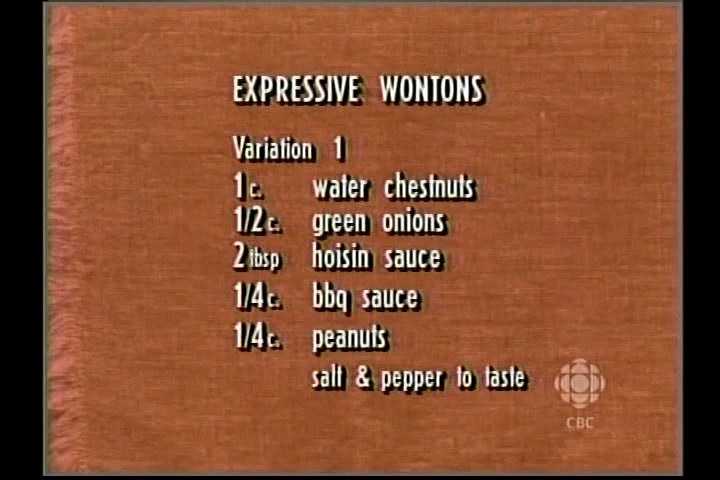 EXPRESSIVE WONTONS
Variation 1
1 c. water chestnuts
1/2 c. green onions
2 tbsp hoisin sauce
1/4 c. bbq sauce
1/4 c. peanuts
salt & pepper to taste
CBC